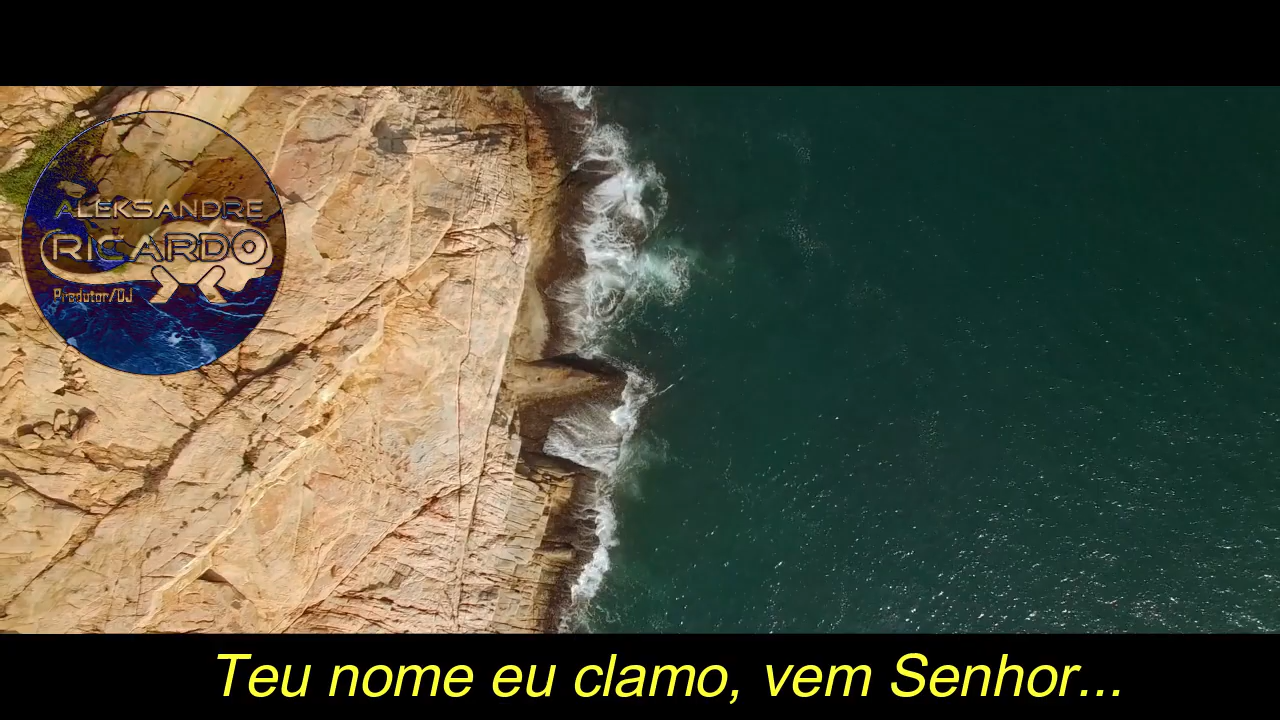 ALEKSANDRE
RICARDO
Produtor/DJ
Teu nome eu clamo, vem Senhor...